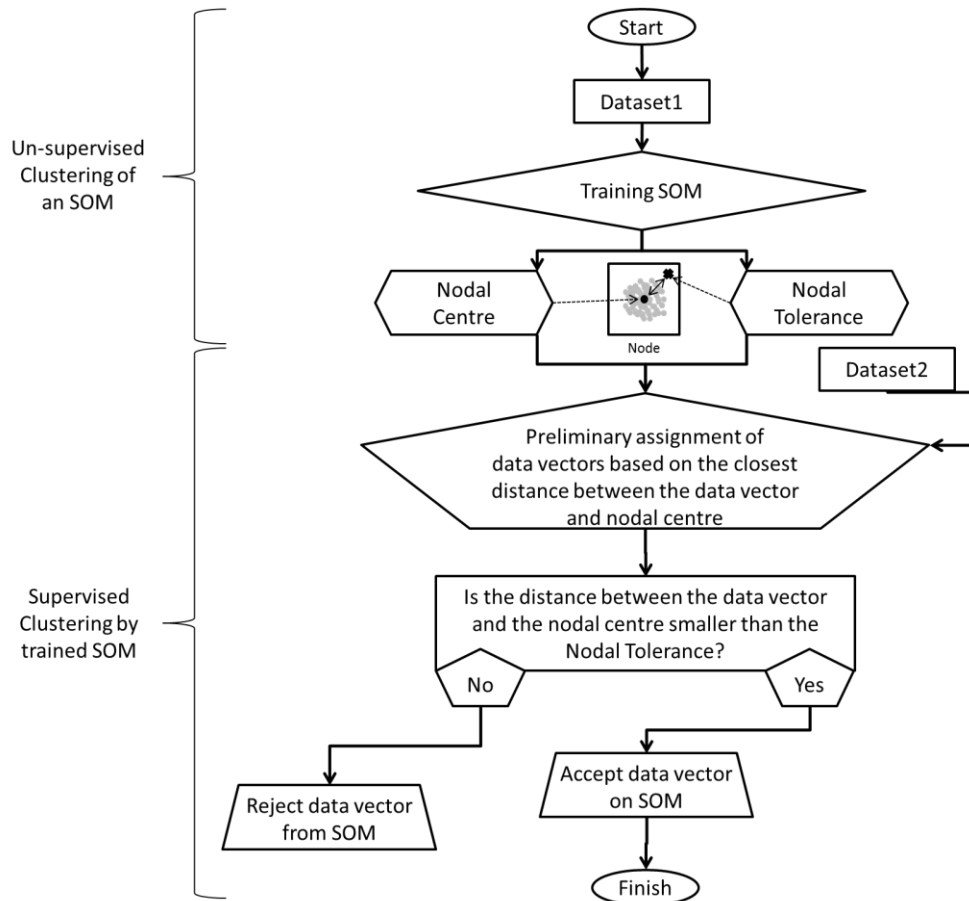 Start
Dataset1
Un-supervised
Clustering of
an SOM
Training SOM
Nodal
Centre
Nodal
Tolerance
Node
Dataset2
Preliminary assignment of
data vectors based on the closest
distance between the data vector
and nodal centre
Supervised
Clustering by
trained SOM
Is the distance between the data vector
and the nodal centre smaller than the
Nodal Tolerance?
No
Yes
Reject data vector
from SOM
Accept data vector
on SOM
Finish